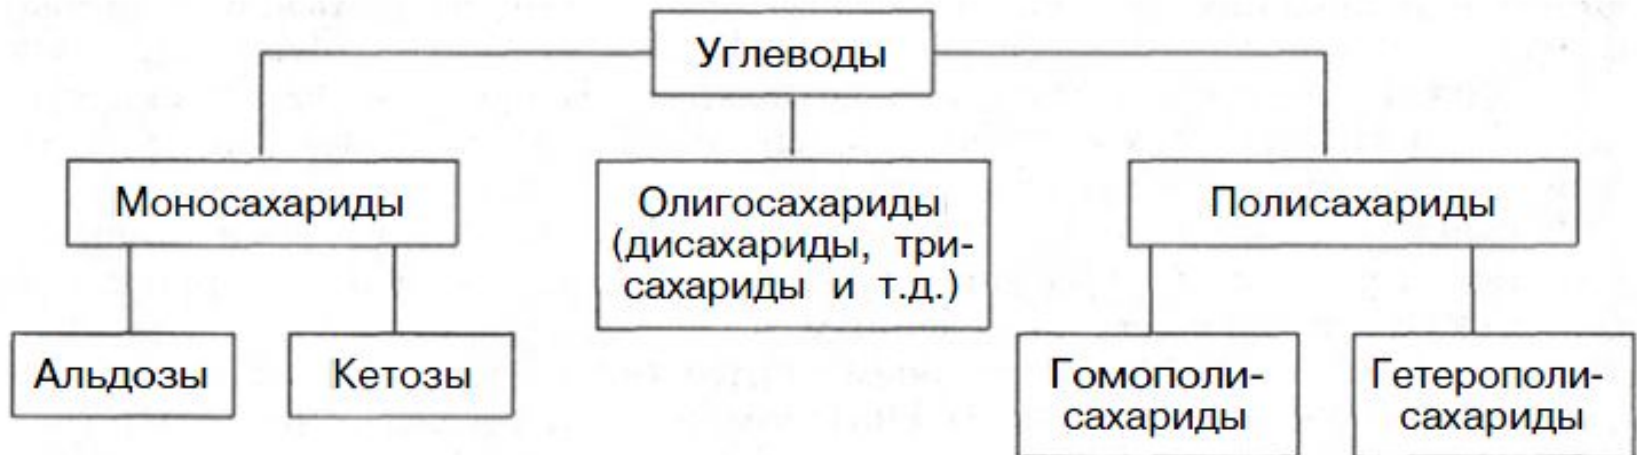 Углеводы
Моносахариды
Олигосахариды
(дисахариды, три-
сахариды и т.д.)
Полисахариды
Альдозы
Кетозы
Гомополи-
сахариды
Гетерополи-
сахариды